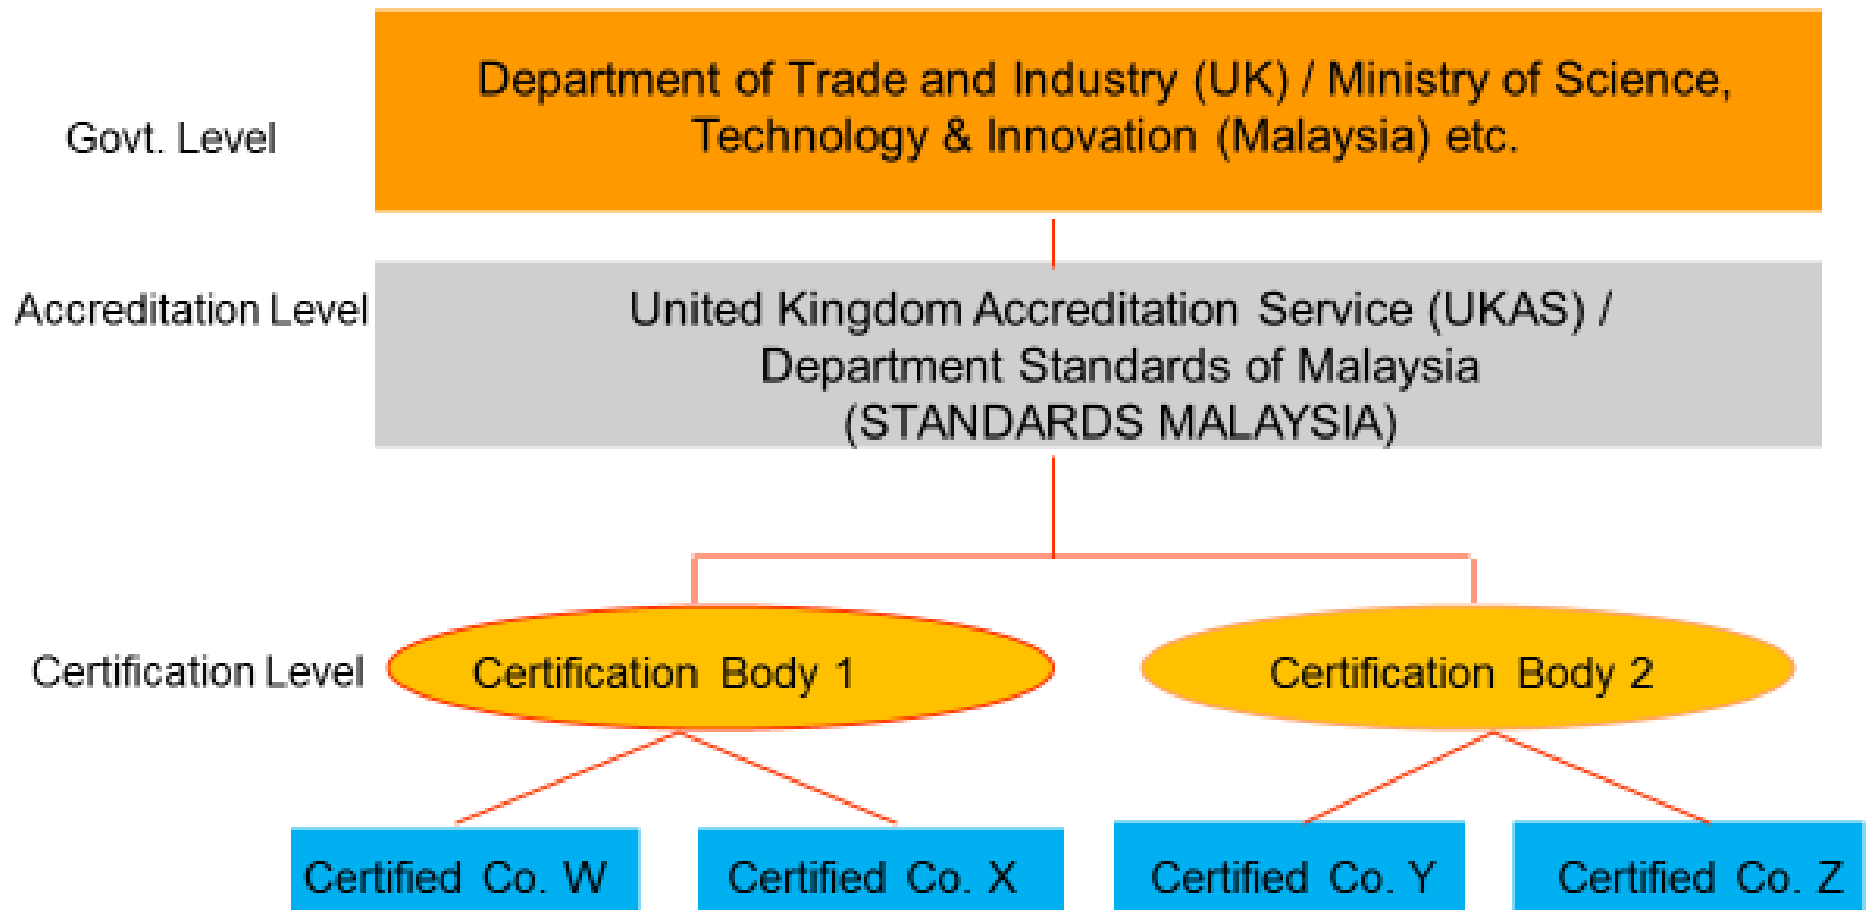 Department of Trade and Industry (UK) / Ministry of Science,
Technology & Innovation (Malaysia) etc.
Govt. Level
Accreditation Level
United Kingdom Accreditation Service (UKAS) /
Department Standards of Malaysia
(STANDARDS MALAYSIA)
Certification Level
Certification Body 1
Certification Body 2
Certified Co. W
Certified Co. X
Certified Co. Y
Certified Co. Z